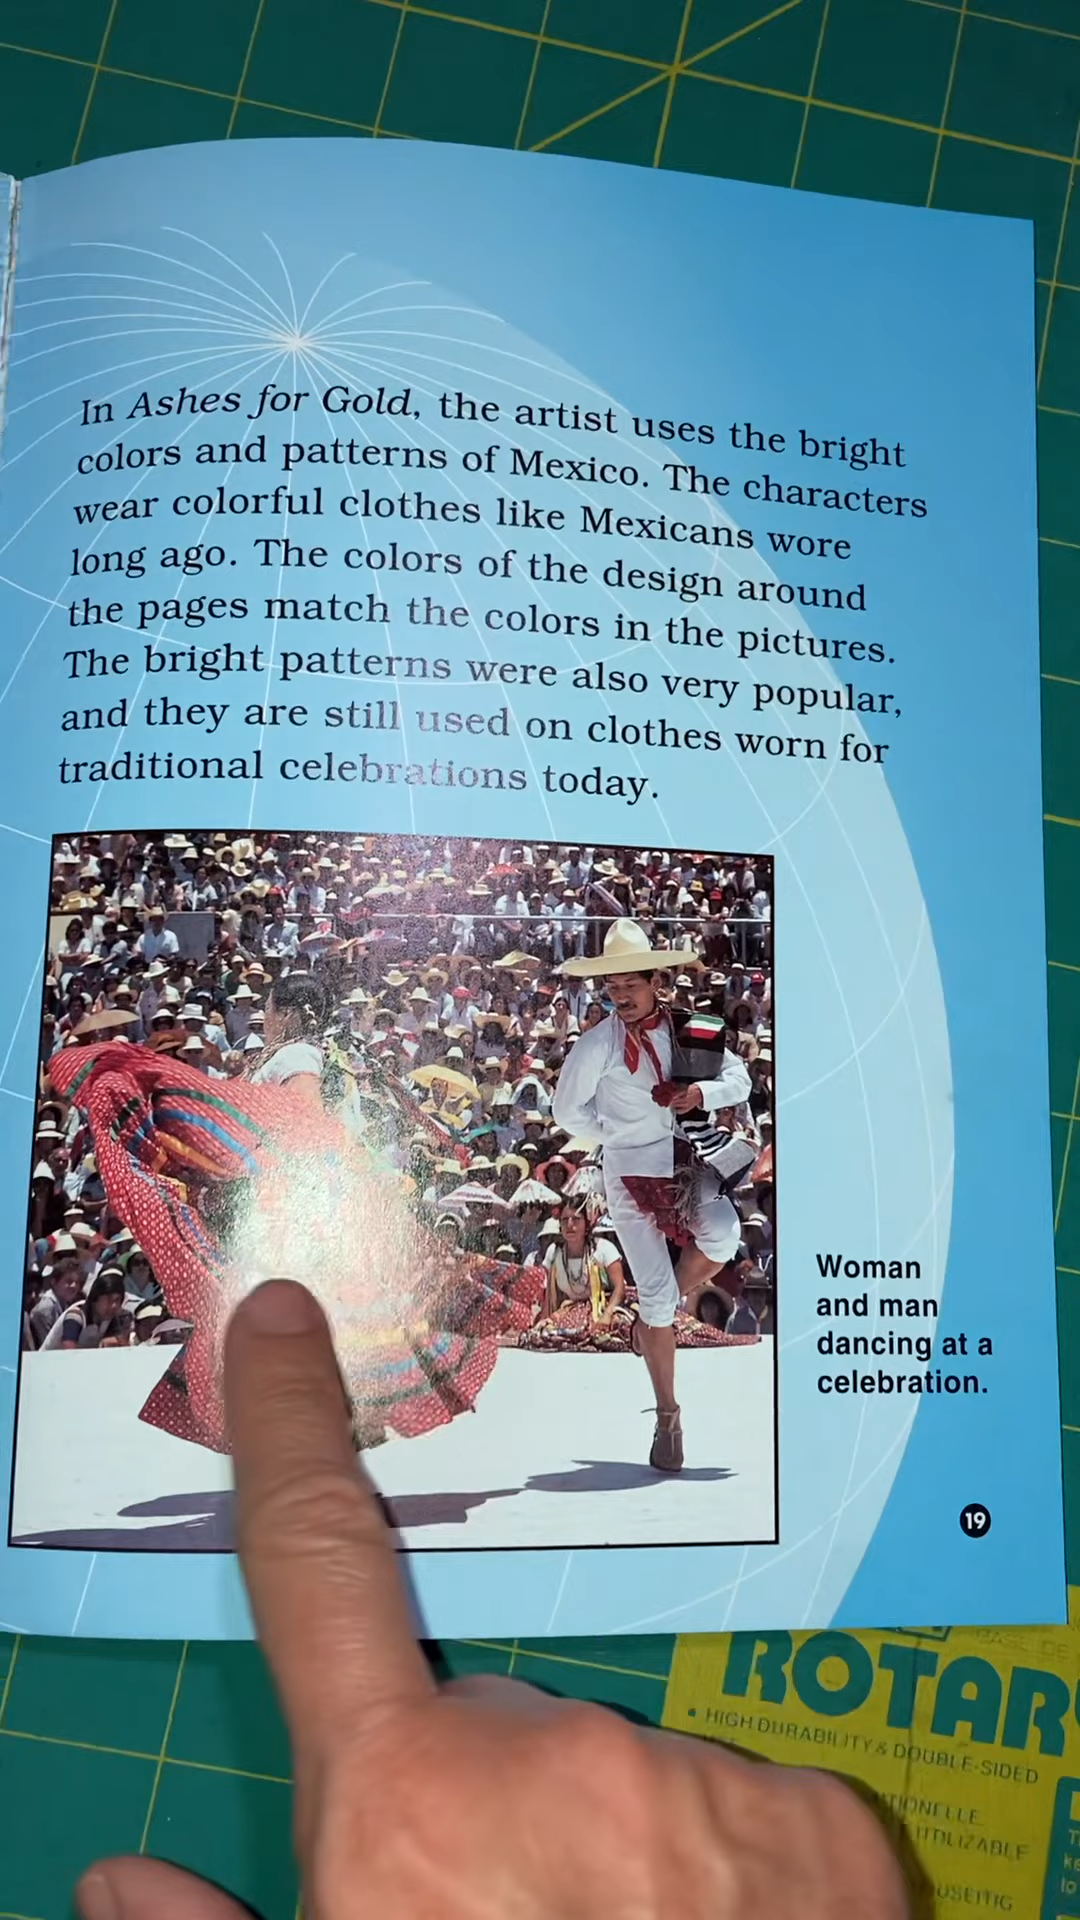 In Ashes for Gold, the artist uses the bright
colors and patterns of Mexico. The characters
wear colorful clothes like Mexicans wore
long ago. The colors of the design around
the pages match the colors in the pictures.
The bright patterns were also very popular,
and they are still used on clothes worn for
traditional celebrations today.
Woman
and man
dancing at a
celebration.
19
BASE DE
ROTAR
• HIGH DURABILITY & DOUBLE-SIDED
UTILIZABLE